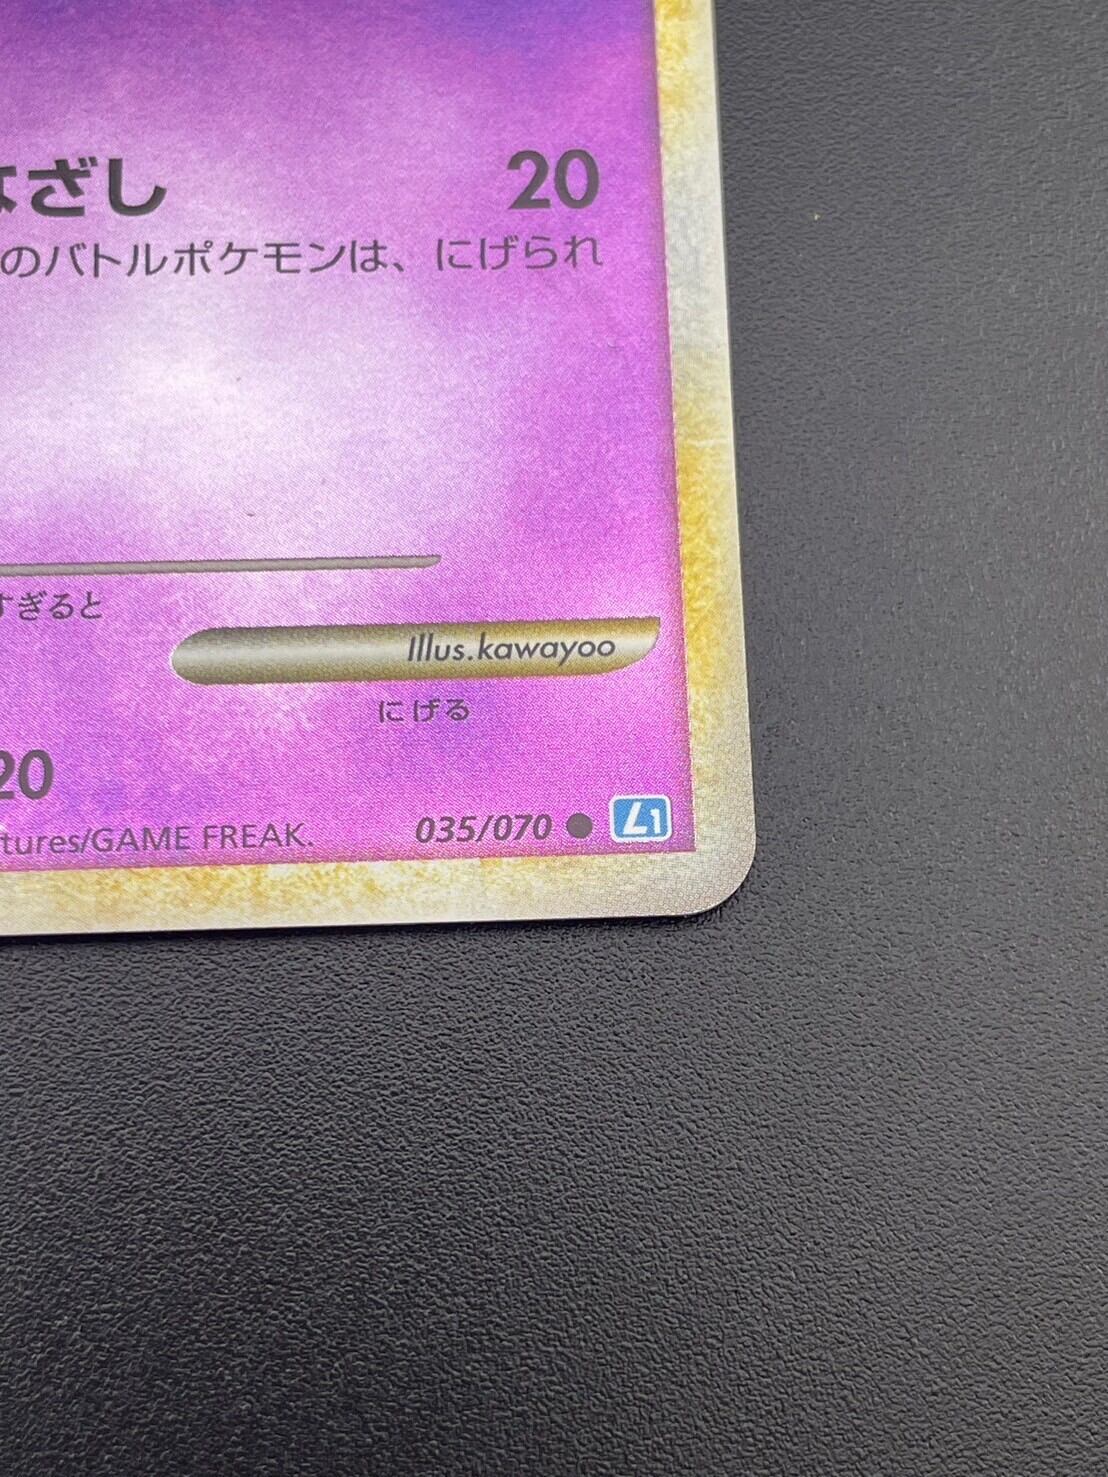 なざし 20
のバトルポケモンは、にげられ
すぎると
Illus.kawayoo
にげる
20
tures/GAME FREAK.
035/070 ● L1